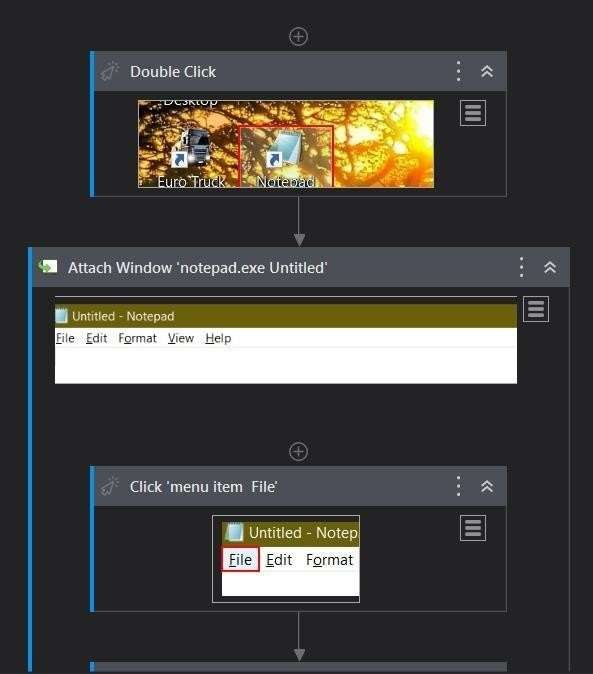 Double Click
Desktop
Euro Truck
Notepad
Attach Window 'notepad.exe Untitled'
Untitled - Notepad
File Edit Format View Help
Click 'menu item  File'
Untitled - Notep
File Edit Format